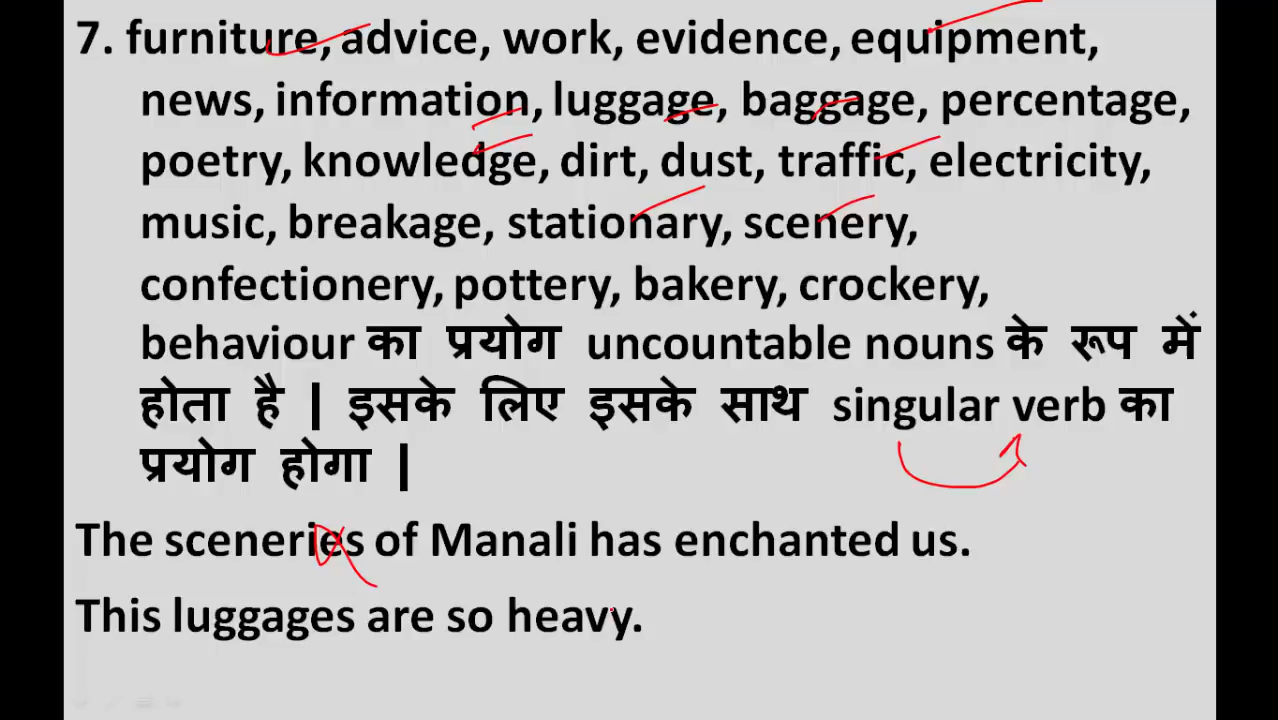 7. furniture, advice, work, evidence, equipment,
news, information, luggage, baggage, percentage,
poetry, knowledge, dirt, dust, traffic, electricity,
music, breakage, stationary, scenery,
confectionery, pottery, bakery, crockery,
behaviour का प्रयोग uncountable nouns के रूप में
होता है | इसके लिए इसके साथ singular verb का
प्रयोग होगा |
The sceneries of Manali has enchanted us.
This luggages are so heavy.